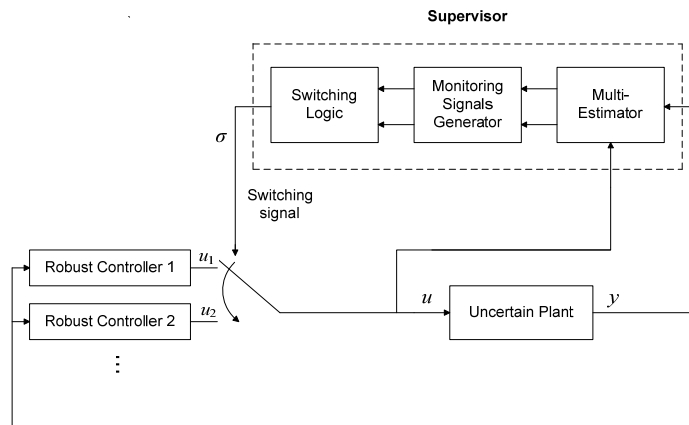 Supervisor
Switching
Logic
Monitoring
Signals
Generator
Multi-
Estimator
σ
Switching
signal
Robust Controller 1
u1
Robust Controller 2
u2
⋮
u
Uncertain Plant
y